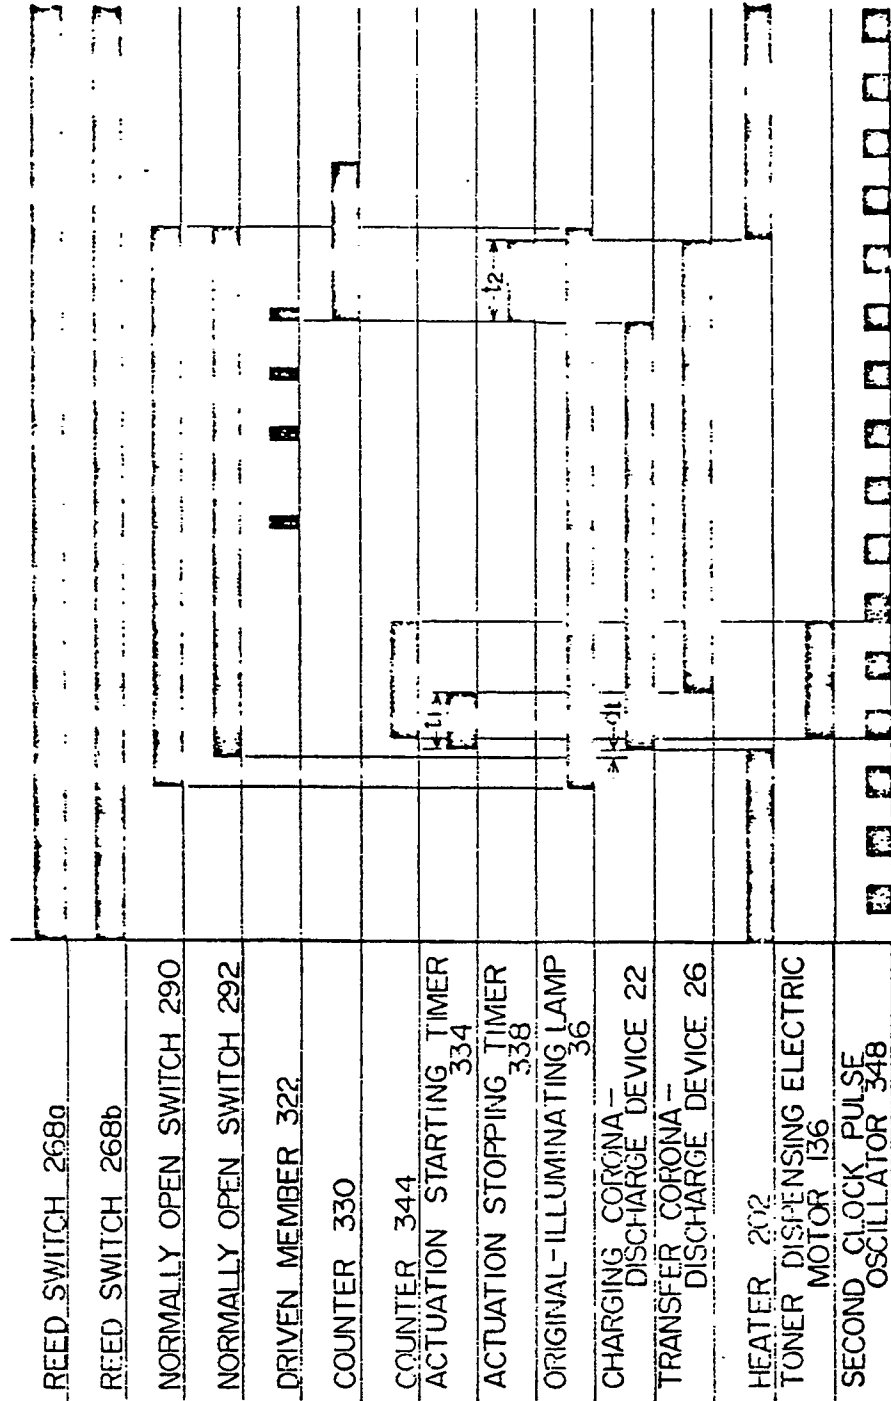 REED SWITCH 268a
REED SWITCH 268b
NORMALLY OPEN SWITCH 290
NORMALLY OPEN SWITCH 292
DRIVEN MEMBER 322
COUNTER 330
COUNTER 344
ACTUATION STARTING TIMER
334
ACTUATION STOPPING TIMER
338
ORIGINAL-ILLUMINATING LAMP
36
CHARGING CORONA-
DISCHARGE DEVICE 22
TRANSFER CORONA-
DISCHARGE DEVICE 26
HEATER 202
TONER DISPENSING ELECTRIC
MOTOR 136
SECOND CLOCK PULSE
OSCILLATOR 348
t1
t2
dt